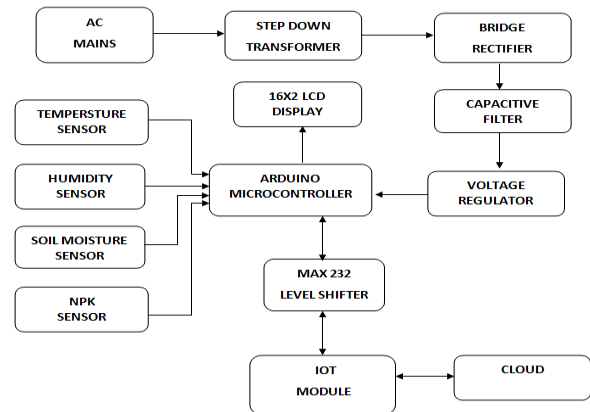 AC
MAINS
STEP DOWN
TRANSFORMER
BRIDGE
RECTIFIER
16X2 LCD
DISPLAY
CAPACITIVE
FILTER
TEMPERSTURE
SENSOR
HUMIDITY
SENSOR
ARDUINO
MICROCONTROLLER
VOLTAGE
REGULATOR
SOIL MOISTURE
SENSOR
NPK
SENSOR
MAX 232
LEVEL SHIFTER
IOT
MODULE
CLOUD